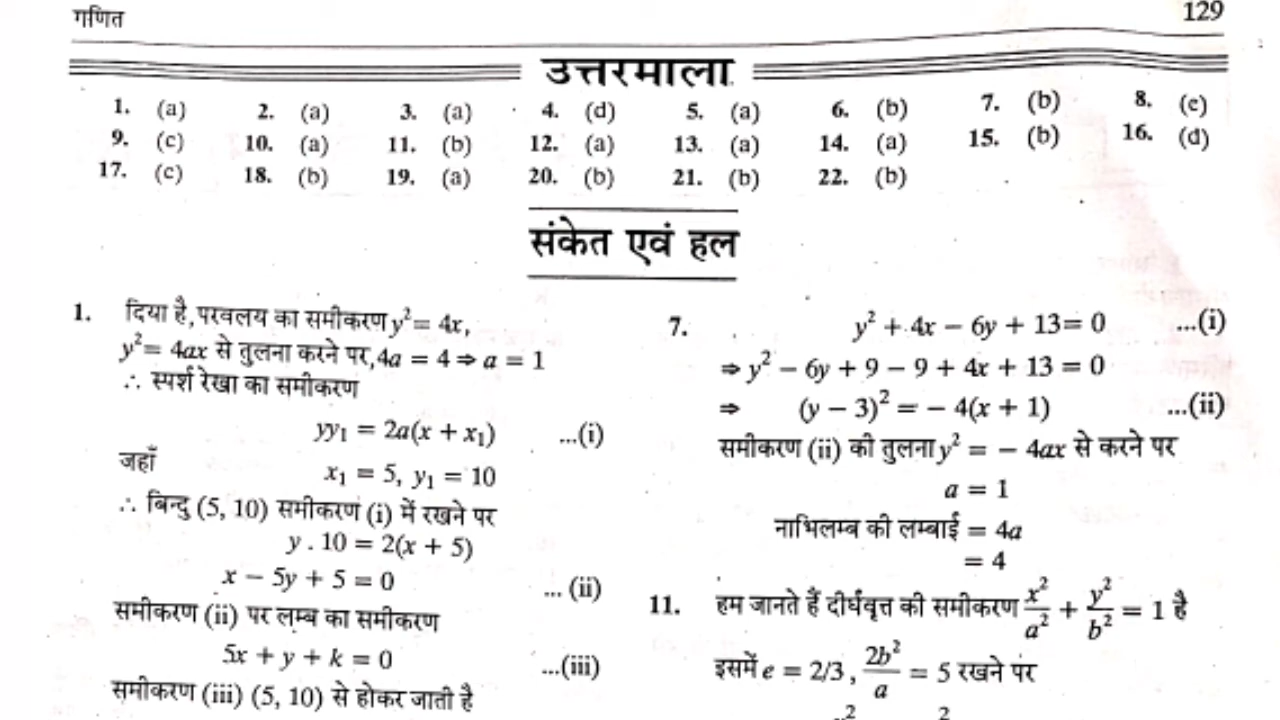 गणित 129
उत्तरमाला
1. (a) 2. (a) 3. (a) 4. (d) 5. (a) 6. (b) 7. (b) 8. (c)
9. (c) 10. (a) 11. (b) 12. (a) 13. (a) 14. (a) 15. (b) 16. (d)
17. (c) 18. (b) 19. (a) 20. (b) 21. (b) 22. (b)
संकेत एवं हल
1. दिया है, परवलय का समीकरण y² = 4x,
y² = 4ax से तुलना करने पर, 4a = 4 ⇒ a = 1
∴ स्पर्श रेखा का समीकरण
yy₁ = 2a(x + x₁) ...(i)
जहाँ
x₁ = 5, y₁ = 10
∴ बिन्दु (5, 10) समीकरण (i) में रखने पर
y . 10 = 2(x + 5)
x − 5y + 5 = 0 ... (ii)
समीकरण (ii) पर लम्ब का समीकरण
5x + y + k = 0 ...(iii)
समीकरण (iii) (5, 10) से होकर जाती है
7. y² + 4x − 6y + 13 = 0 ...(i)
⇒ y² − 6y + 9 − 9 + 4x + 13 = 0
⇒ (y − 3)² = − 4(x + 1) ...(ii)
समीकरण (ii) की तुलना y² = − 4ax से करने पर
a = 1
नाभिलम्ब की लम्बाई = 4a
= 4
11. हम जानते हैं दीर्घवृत्त की समीकरण x²/a² + y²/b² = 1 है
इसमें e = 2/3, 2b²/a = 5 रखने पर